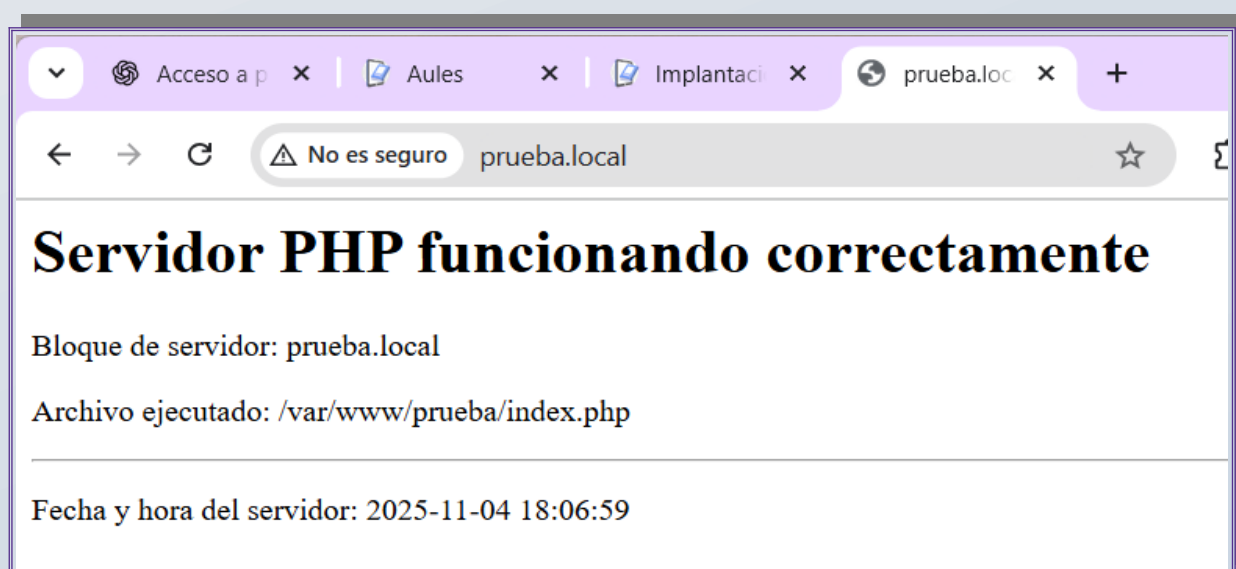 Acceso a p
Aules
Implantaci
prueba.loc
No es seguro
prueba.local
Servidor PHP funcionando correctamente
Bloque de servidor: prueba.local
Archivo ejecutado: /var/www/prueba/index.php
Fecha y hora del servidor: 2025-11-04 18:06:59